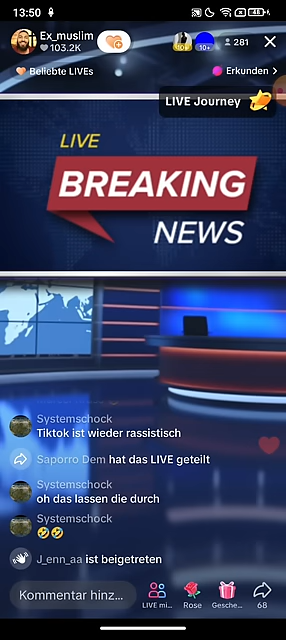 13:50
46
Ex_muslim
103.2K
10+
281
Beliebte LIVEs
Erkunden
LIVE Journey
LIVE
BREAKING
NEWS
Systemschock
Tiktok ist wieder rassistisch
Saporro Dem hat das LIVE geteilt
Systemschock
oh das lassen die durch
Systemschock
🤣🤣
J_enn_aa ist beigetreten
Kommentar hinz...
LIVE mi...
Rose
Gesche...
68